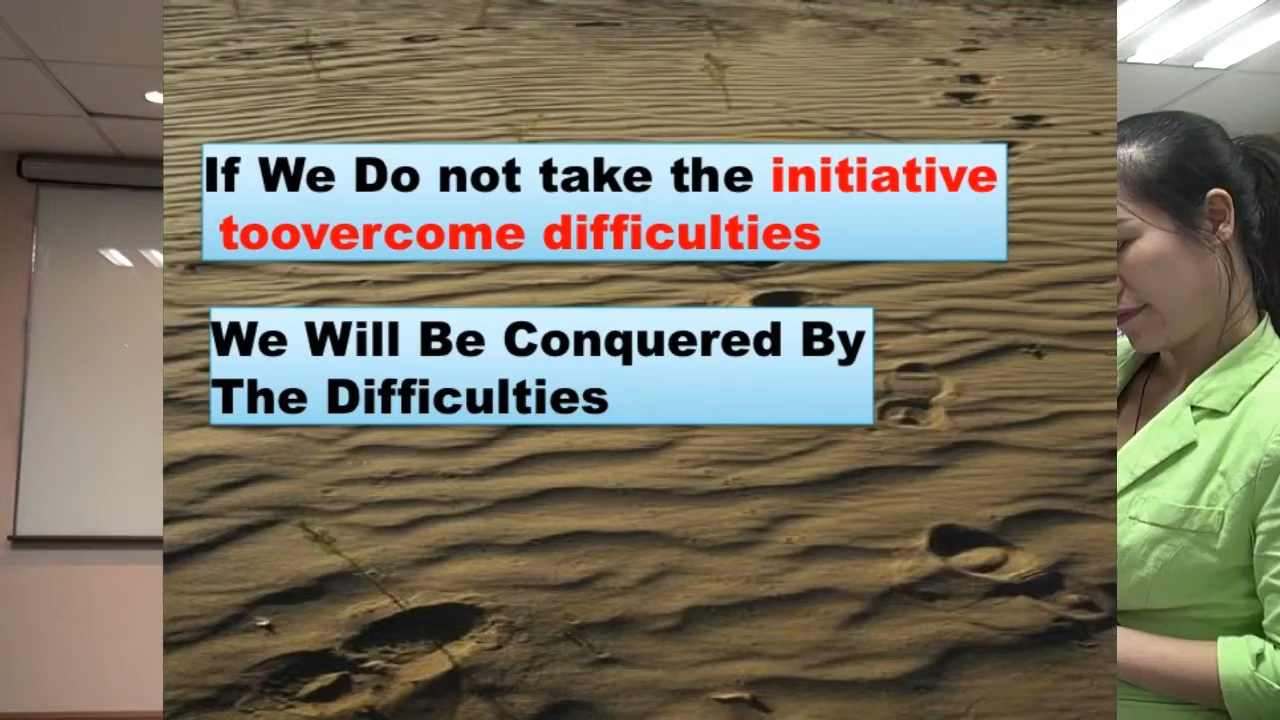 If We Do not take the initiative
toovercome difficulties
We Will Be Conquered By
The Difficulties